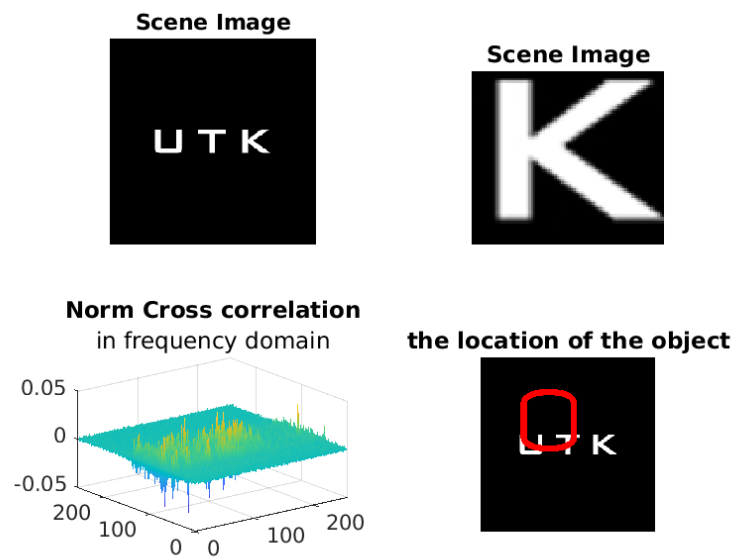 Scene Image
UTK
Scene Image
K
Norm Cross correlation
in frequency domain
0.05
0
-0.05
200
100
0
0
100
200
the location of the object
UTK